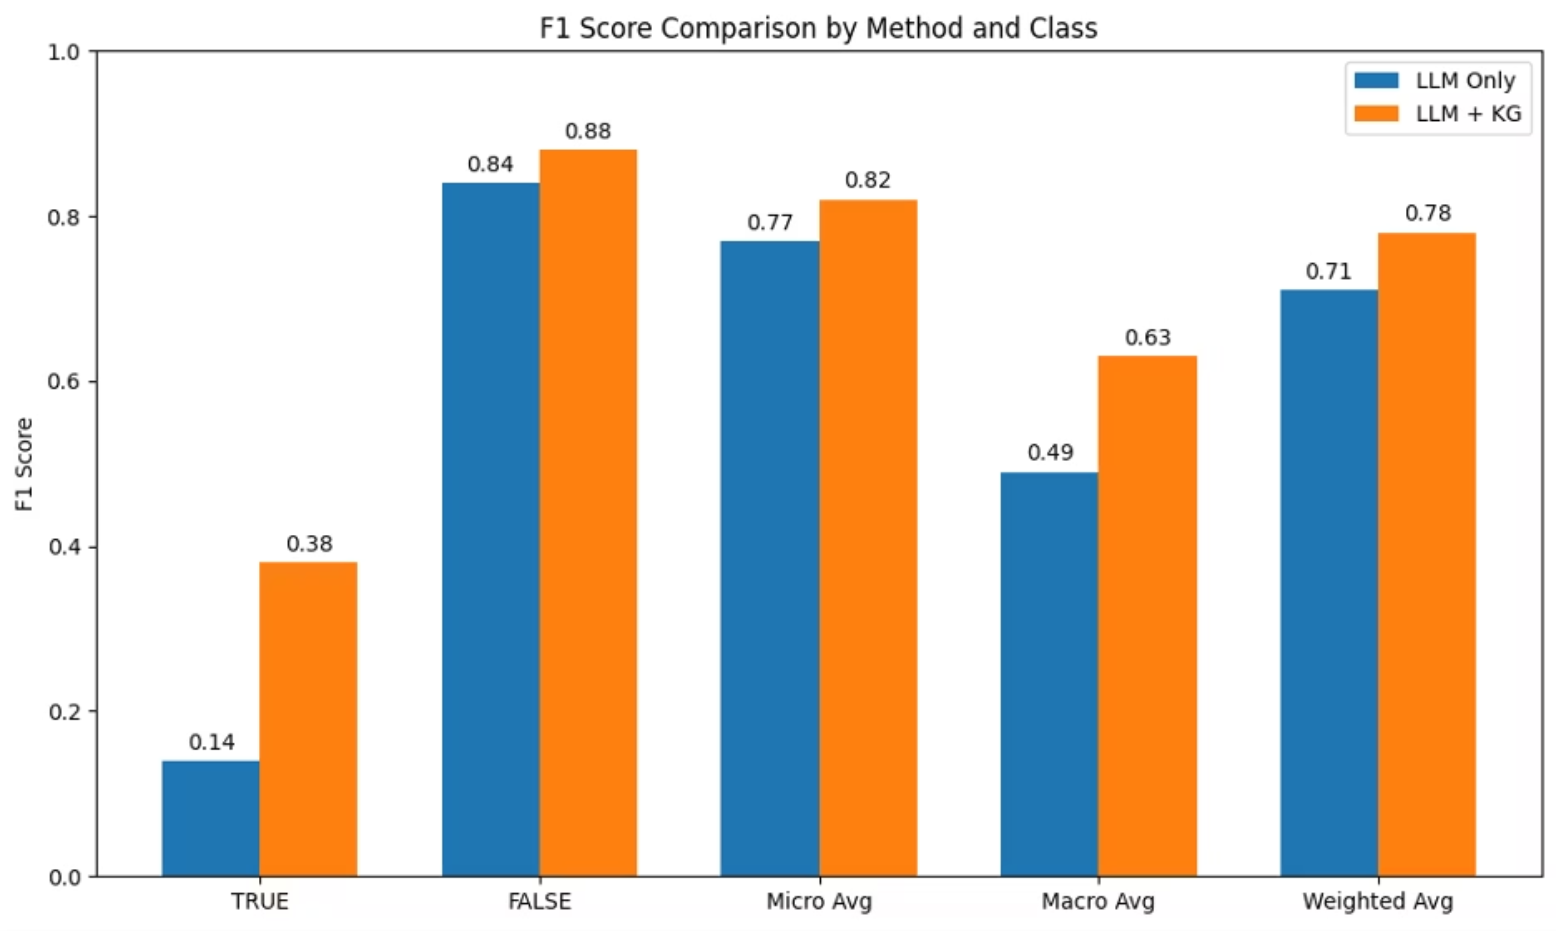 F1 Score Comparison by Method and Class
LLM Only
LLM + KG
F1 Score
1.0
0.8
0.6
0.4
0.2
0.0
0.14
0.38
0.84
0.88
0.77
0.82
0.49
0.63
0.71
0.78
TRUE
FALSE
Micro Avg
Macro Avg
Weighted Avg